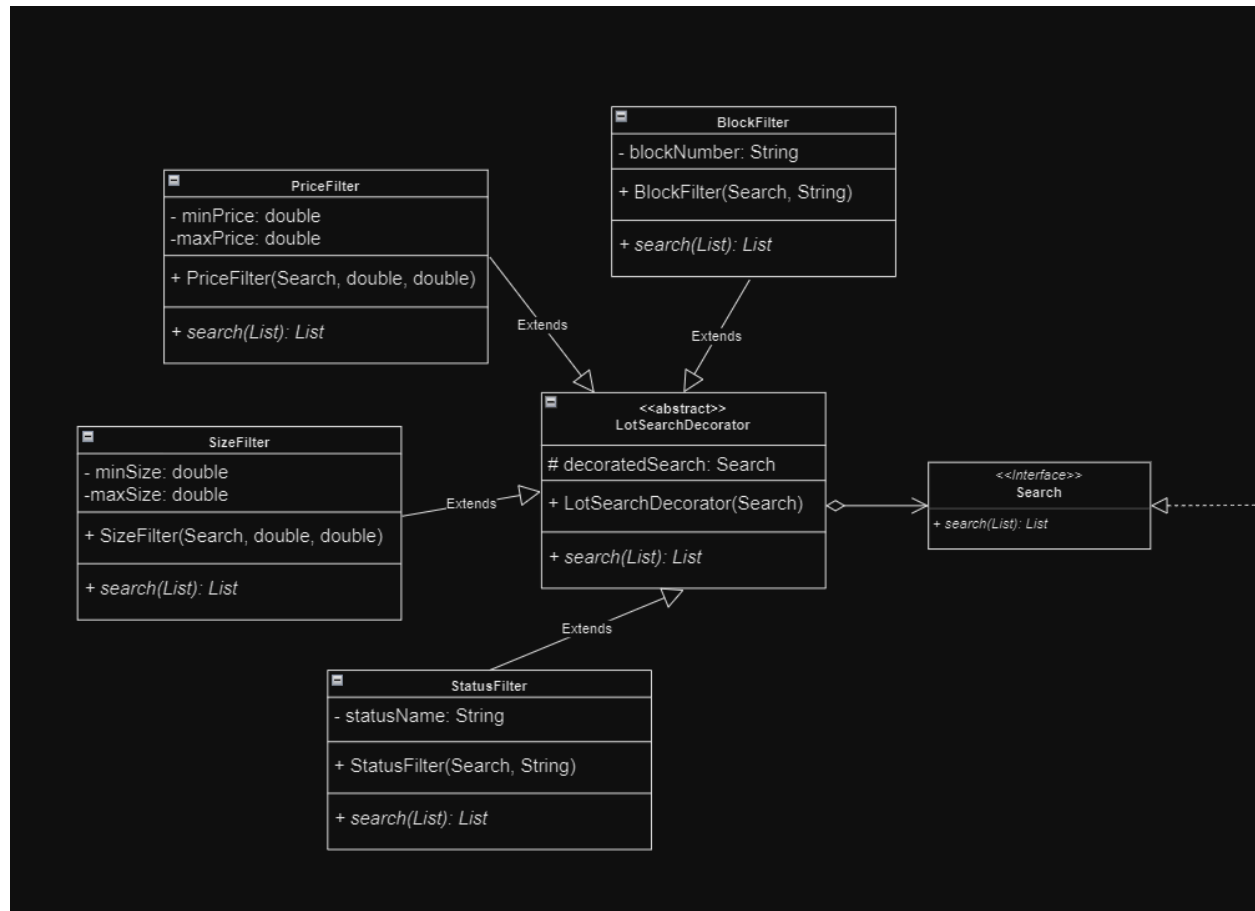 BlockFilter
- blockNumber: String
+ BlockFilter(Search, String)
+ search(List): List
PriceFilter
- minPrice: double
-maxPrice: double
+ PriceFilter(Search, double, double)
+ search(List): List
Extends
Extends
<<abstract>>
LotSearchDecorator
# decoratedSearch: Search
+ LotSearchDecorator(Search)
+ search(List): List
SizeFilter
- minSize: double
-maxSize: double
+ SizeFilter(Search, double, double)
+ search(List): List
Extends
<<Interface>>
Search
+ search(List): List
Extends
StatusFilter
- statusName: String
+ StatusFilter(Search, String)
+ search(List): List